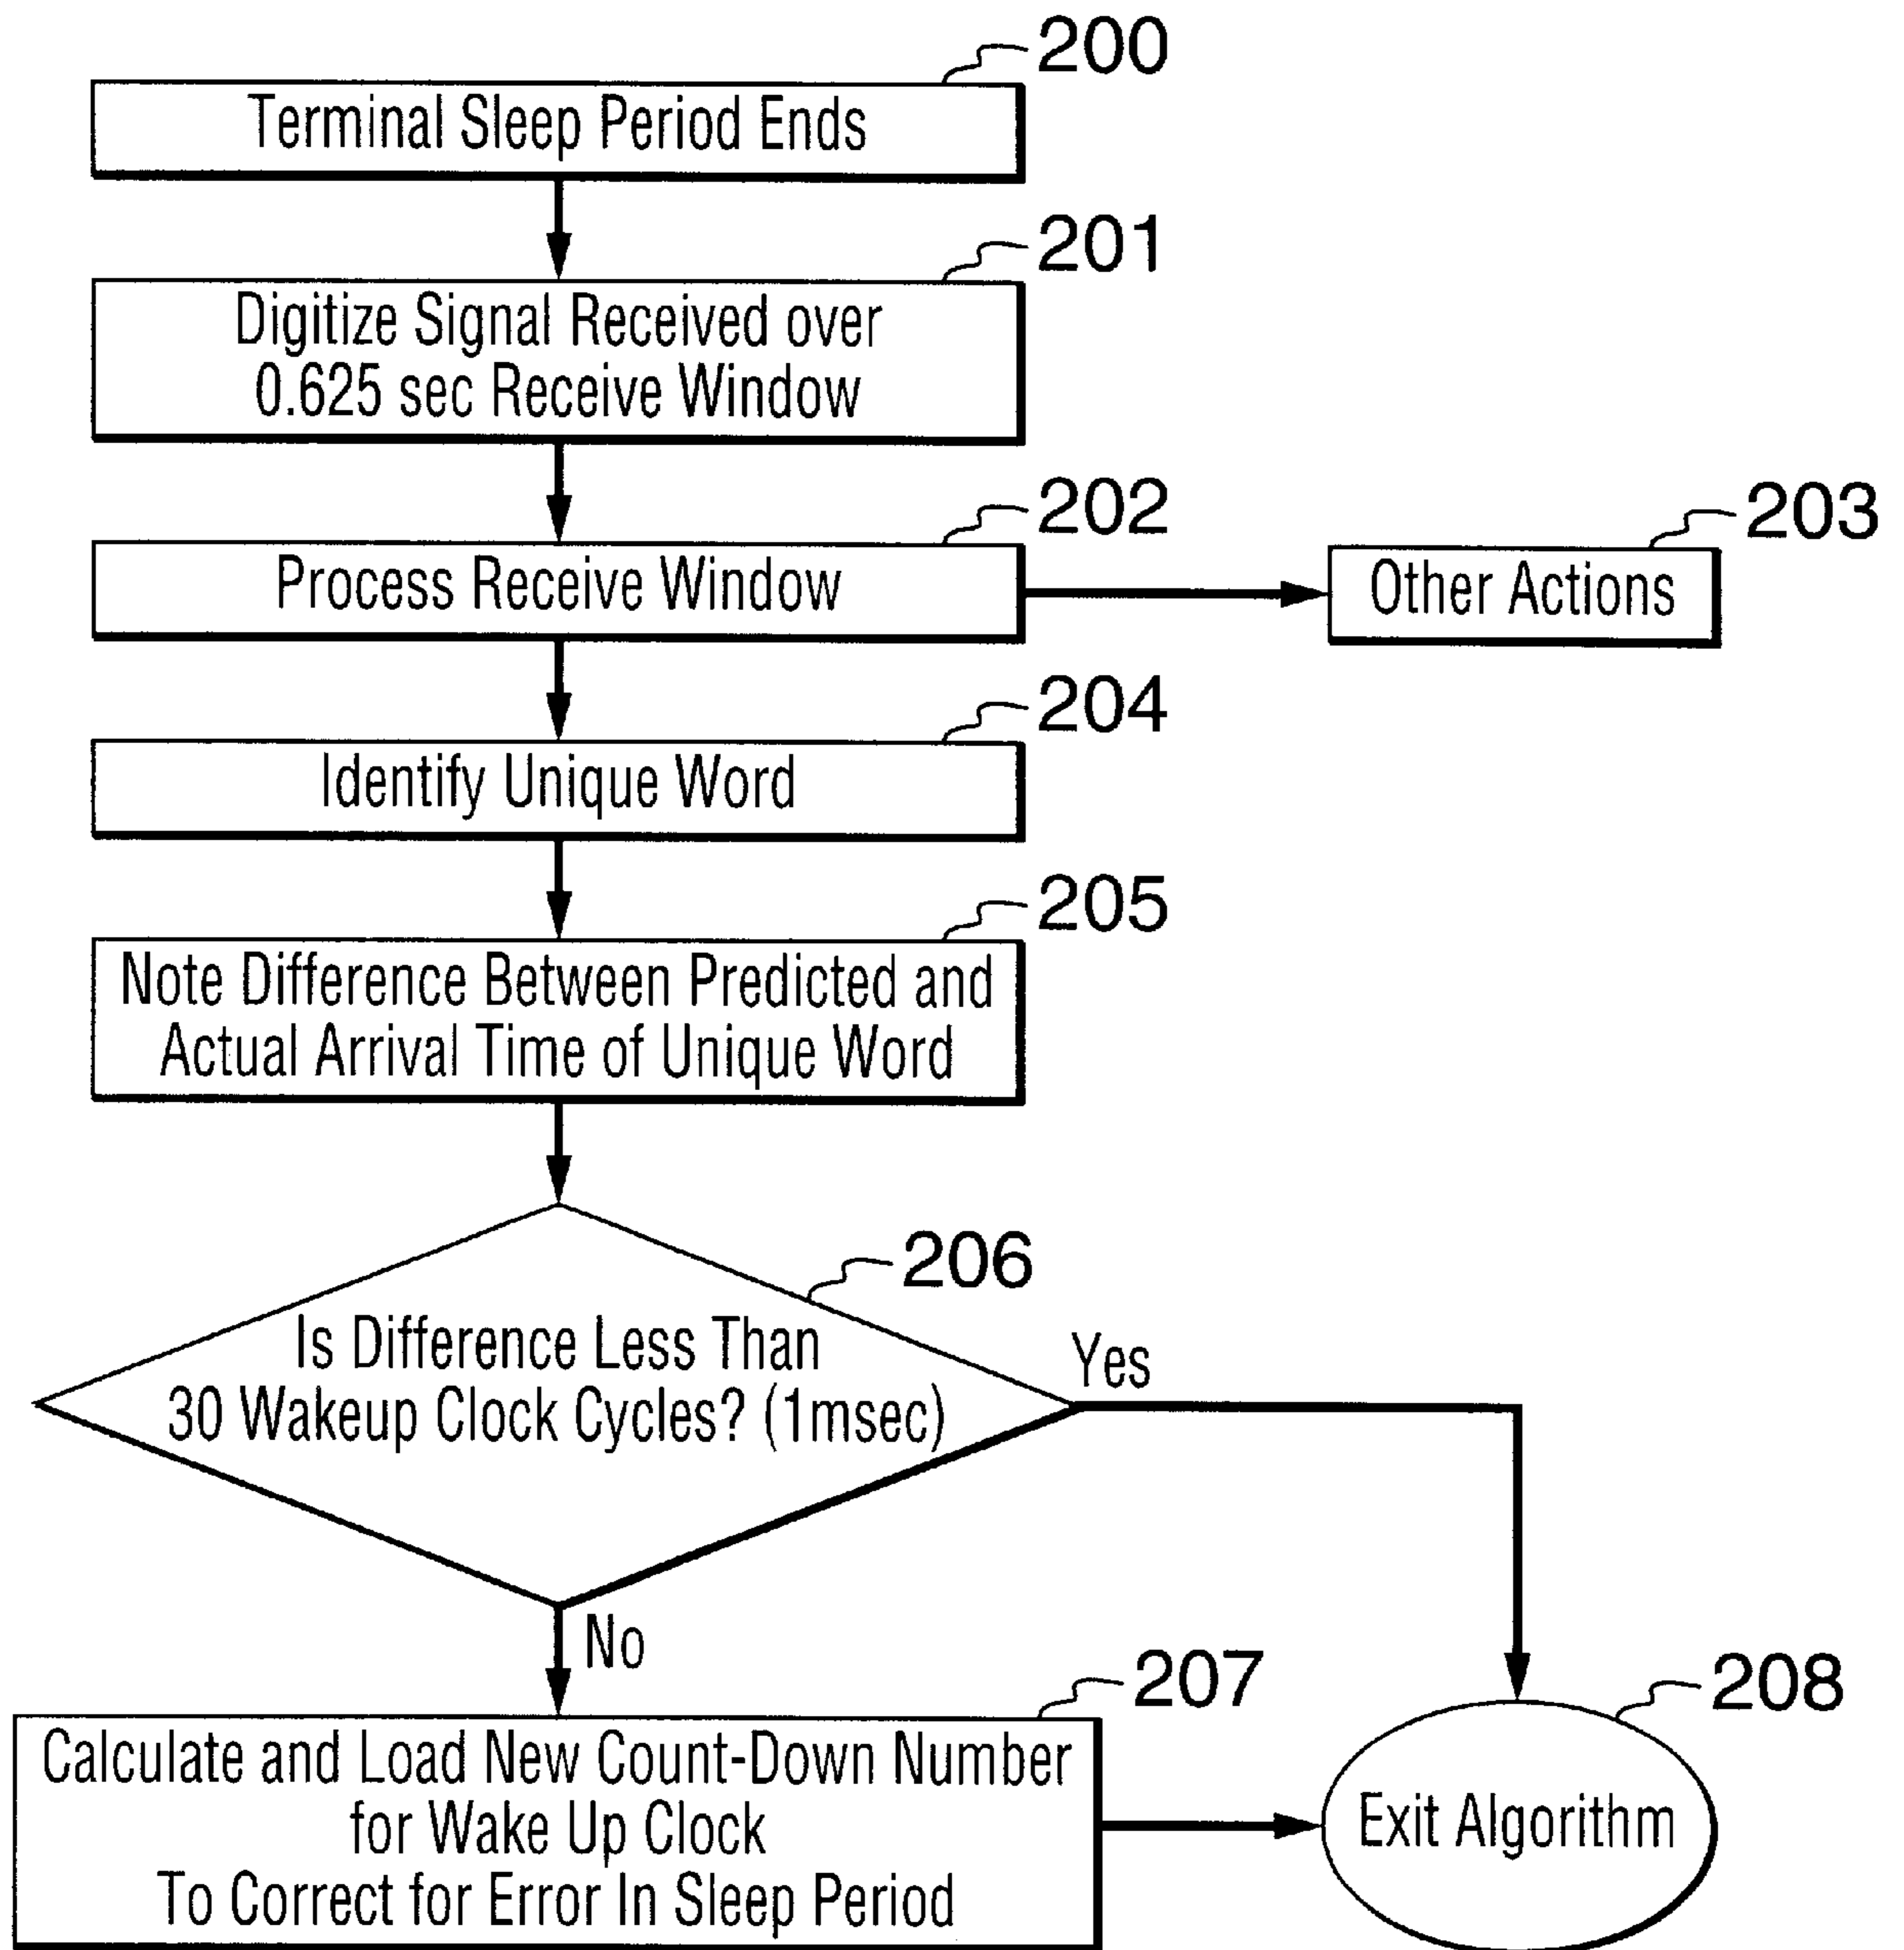 200
Terminal Sleep Period Ends
201
Digitize Signal Received over
0.625 sec Receive Window
202
Process Receive Window
203
Other Actions
204
Identify Unique Word
205
Note Difference Between Predicted and
Actual Arrival Time of Unique Word
206
Is Difference Less Than
30 Wakeup Clock Cycles? (1msec)
Yes
No
207
Calculate and Load New Count-Down Number
for Wake Up Clock
To Correct for Error In Sleep Period
208
Exit Algorithm